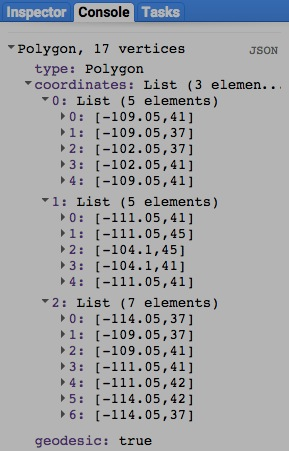 Inspector Console Tasks
Polygon, 17 vertices JSON
type: Polygon
coordinates: List (3 elemen...
0: List (5 elements)
0: [-109.05,41]
1: [-109.05,37]
2: [-102.05,37]
3: [-102.05,41]
4: [-109.05,41]
1: List (5 elements)
0: [-111.05,41]
1: [-111.05,45]
2: [-104.1,45]
3: [-104.1,41]
4: [-111.05,41]
2: List (7 elements)
0: [-114.05,37]
1: [-109.05,37]
2: [-109.05,41]
3: [-111.05,41]
4: [-111.05,42]
5: [-114.05,42]
6: [-114.05,37]
geodesic: true